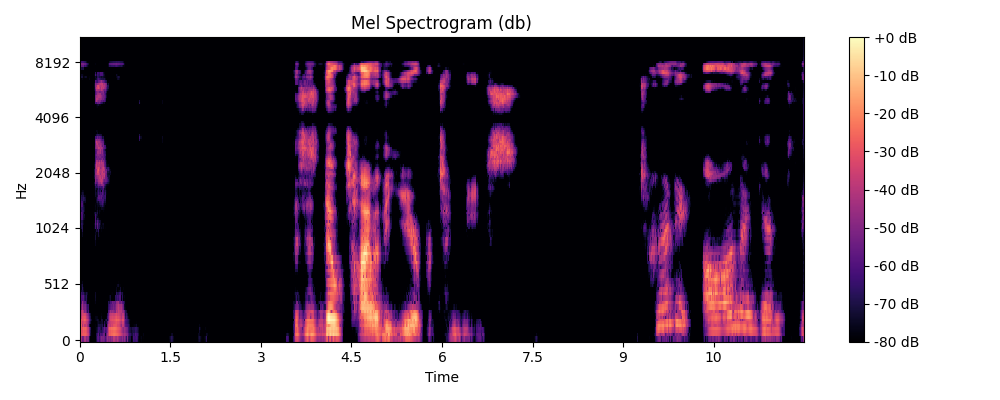 Mel Spectrogram (db)
8192
4096
2048
1024
512
0
Hz
0 1.5 3 4.5 6 7.5 9 10
Time
+0 dB
-10 dB
-20 dB
-30 dB
-40 dB
-50 dB
-60 dB
-70 dB
-80 dB